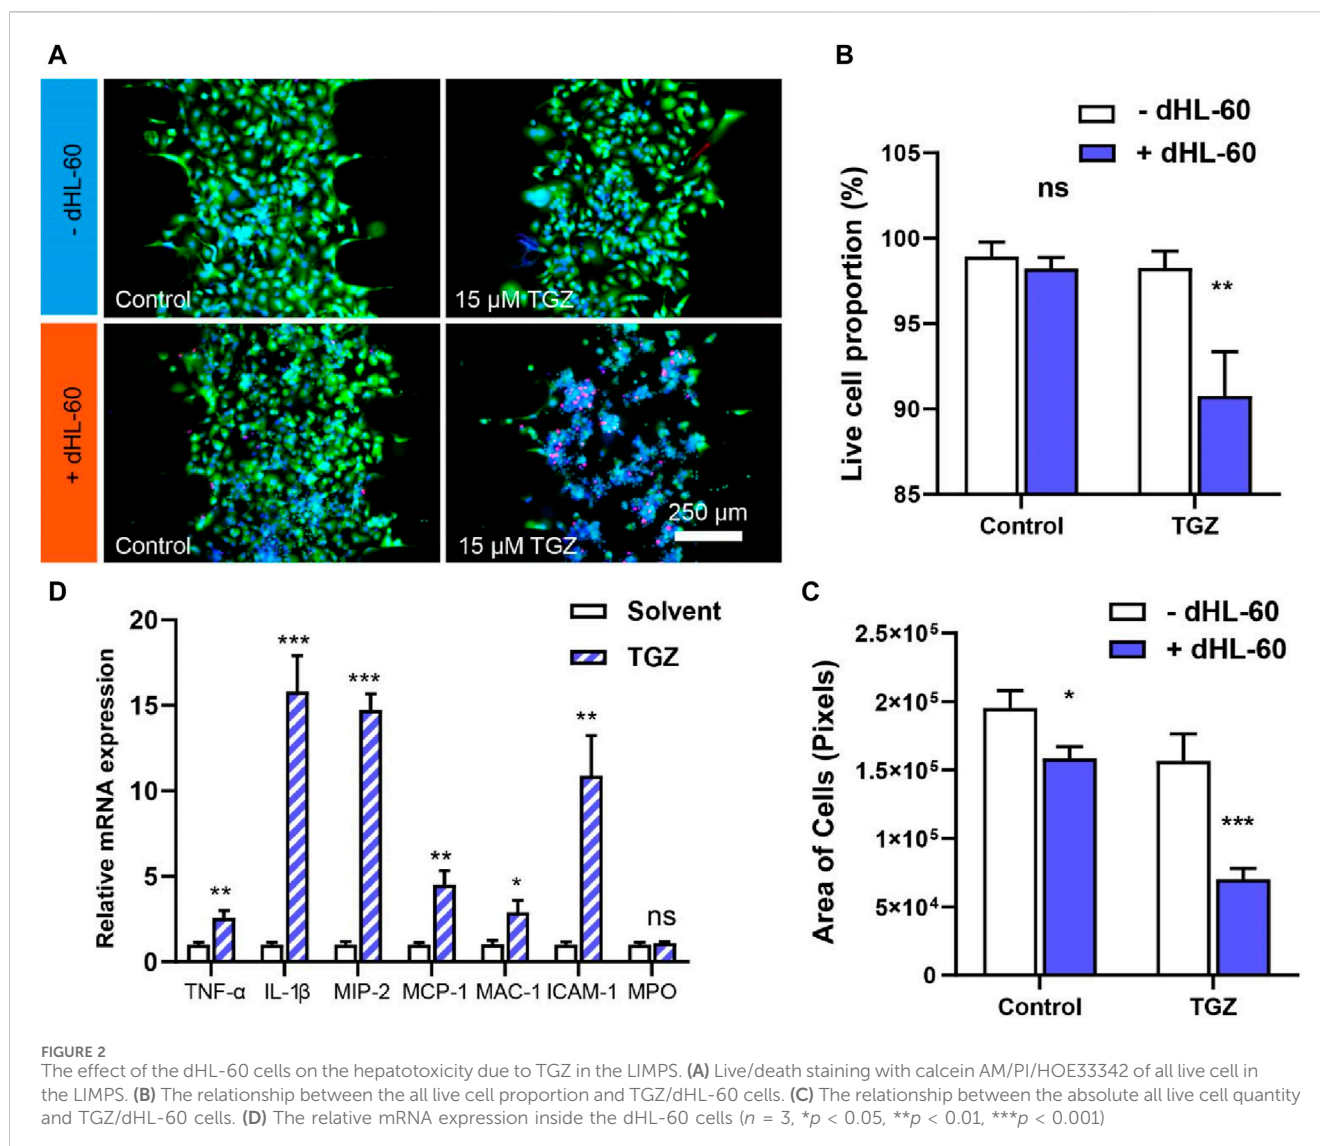 A
- dHL-60
Control
15 µM TGZ
+ dHL-60
Control
15 µM TGZ
250 µm
B
- dHL-60
+ dHL-60
Live cell proportion (%)
105
100
95
90
85
ns
**
Control
TGZ
D
Solvent
TGZ
Relative mRNA expression
20
15
10
5
0
**
***
***
**
*
**
ns
TNF-α IL-1β MIP-2 MCP-1 MAC-1 ICAM-1 MPO
C
- dHL-60
+ dHL-60
Area of Cells (Pixels)
2.5×10⁵
2×10⁵
1.5×10⁵
1×10⁵
5×10⁴
0
*
***
Control
TGZ
FIGURE 2
The effect of the dHL-60 cells on the hepatotoxicity due to TGZ in the LIMPS. (A) Live/death staining with calcein AM/PI/HOE33342 of all live cell in
the LIMPS. (B) The relationship between the all live cell proportion and TGZ/dHL-60 cells. (C) The relationship between the absolute all live cell quantity
and TGZ/dHL-60 cells. (D) The relative mRNA expression inside the dHL-60 cells (n = 3, *p < 0.05, **p < 0.01, ***p < 0.001)